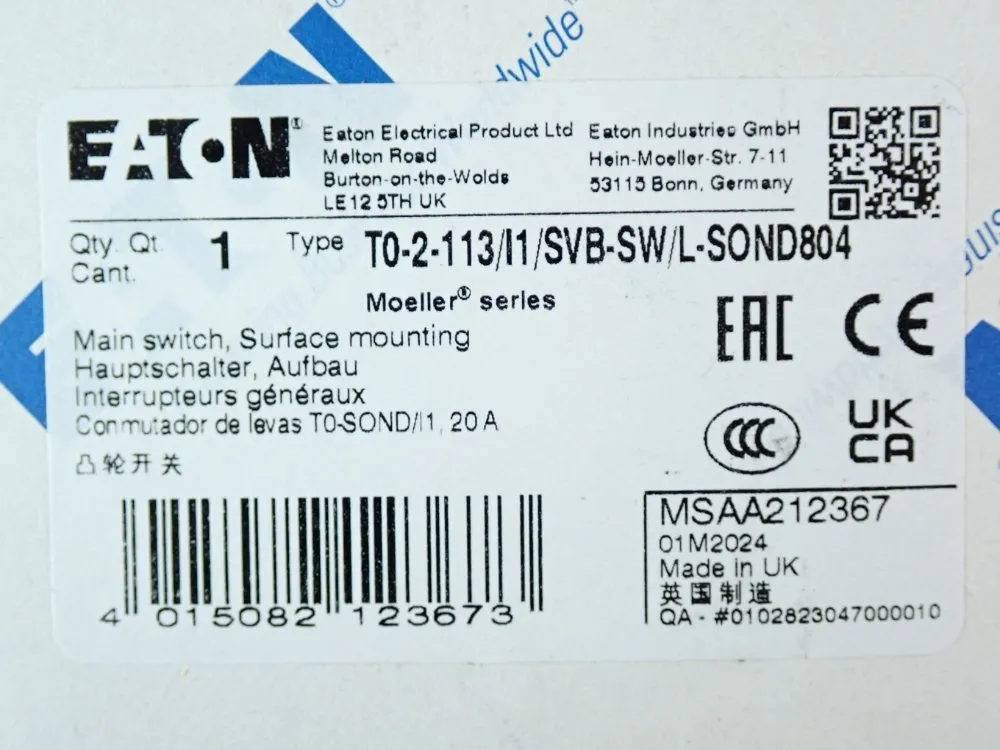 dwide®
EATON®
Eaton Electrical Product Ltd
Melton Road
Burton-on-the-Wolds
LE12 5TH UK
Eaton Industries GmbH
Hein-Moeller-Str. 7-11
53115 Bonn, Germany
Qty. Qt.
Cant.
1
Type T0-2-113/I1/SVB-SW/L-SOND804
Moeller® series
Main switch, Surface mounting
Hauptschalter, Aufbau
Interrupteurs généraux
Conmutador de levas T0-SOND/I1, 20 A
凸轮开关
EAC CE
CCC UK
CA
4 015082 123673
MSAA212367
01M2024
Made in UK
英国制造
QA - #0102823047000010